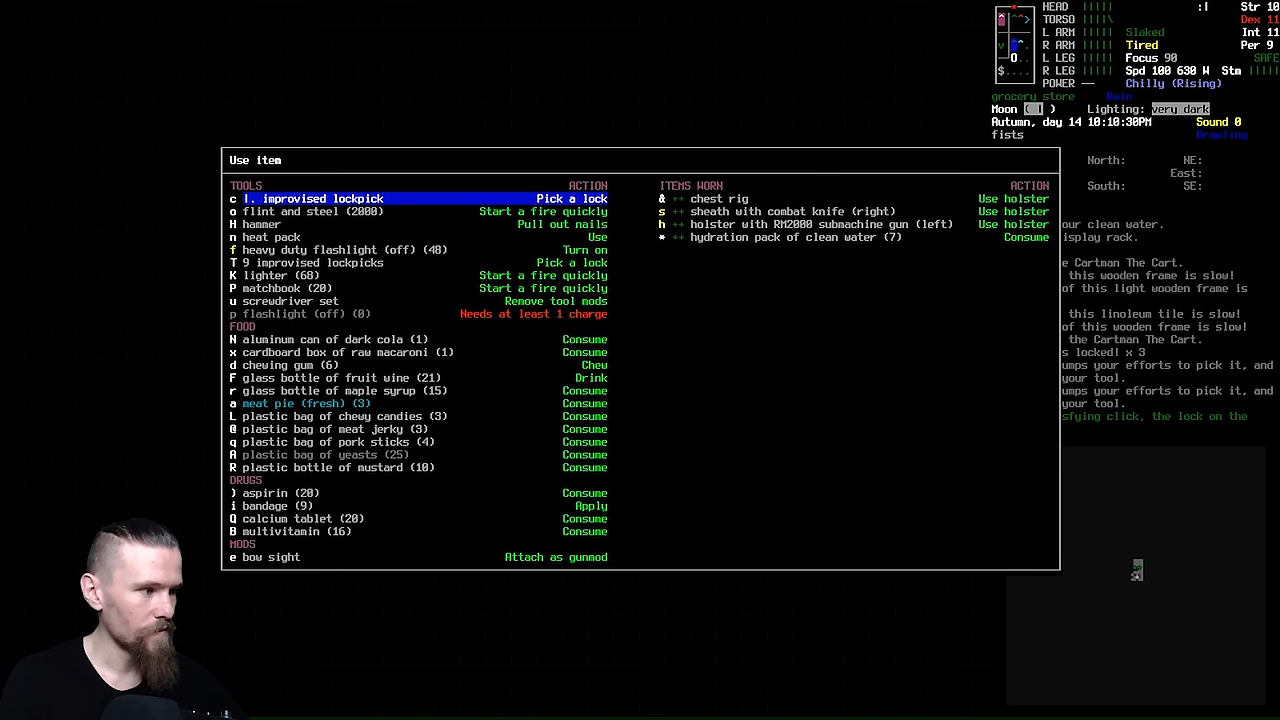 HEAD |||||
TORSO ||||\
L ARM |||||
R ARM |||||
L LEG |||||
R LEG |||||
POWER --
:|
Slaked
Tired
Focus 90
Spd 100 630 W Stm |||||
Chilly (Rising)
Str 10
Dex 11
Int 11
Per 9
SAFE
grocery store
Rain
Moon ( | )
Lighting: very dark
Autumn, day 14 10:10:30PM
Sound 0
fists
North: NE:
East:
South: SE:
Use item
TOOLS ACTION
c |. improvised lockpick Pick a lock
o flint and steel (2000) Start a fire quickly
H hammer Pull out nails
n heat pack Use
f heavy duty flashlight (off) (48) Turn on
T 9 improvised lockpicks Pick a lock
K lighter (60) Start a fire quickly
P matchbook (20) Start a fire quickly
u screwdriver set Remove tool mods
p flashlight (off) (0) Needs at least 1 charge
FOOD
N aluminum can of dark cola (1) Consume
x cardboard box of raw macaroni (1) Consume
d chewing gum (6) Chew
F glass bottle of fruit wine (21) Drink
r glass bottle of maple syrup (15) Consume
a meat pie (fresh) (3) Consume
L plastic bag of chewy candies (3) Consume
@ plastic bag of meat jerky (3) Consume
q plastic bag of pork sticks (4) Consume
A plastic bag of yeasts (25) Consume
R plastic bottle of mustard (10) Consume
DRUGS
) aspirin (20) Consume
i bandage (9) Apply
Q calcium tablet (20) Consume
B multivitamin (16) Consume
MODS
e bow sight Attach as gunmod
ITEMS WORN ACTION
& ++ chest rig Use holster
s ++ sheath with combat knife (right) Use holster
h ++ holster with RM2000 submachine gun (left) Use holster
* ++ hydration pack of clean water (7) Consume
our clean water.
isplay rack.
e Cartman The Cart.
this wooden frame is slow!
of this light wooden frame is
this linoleum tile is slow!
of this wooden frame is slow!
the Cartman The Cart.
s locked! x 3
umps your efforts to pick it, and
your tool.
umps your efforts to pick it, and
your tool.
sfying click, the lock on the